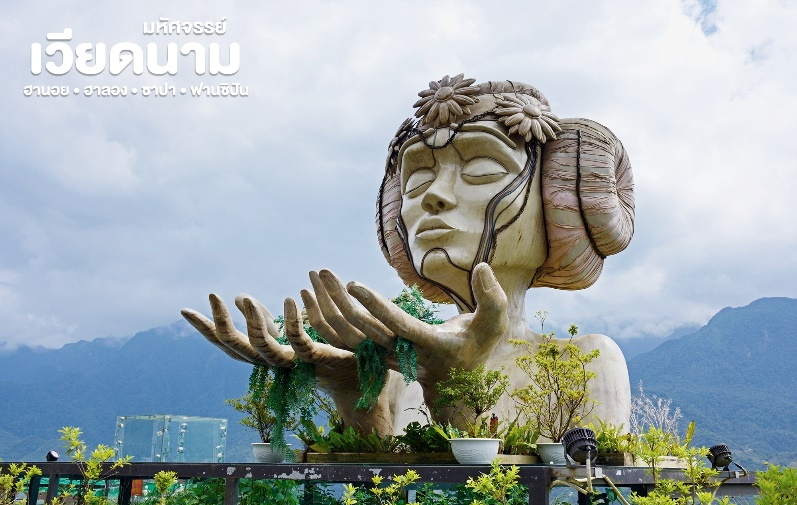 มหัศจรรย์
เวียดนาม
ฮานอย • ฮาลอง • ซาปา • ฟานซิปัน